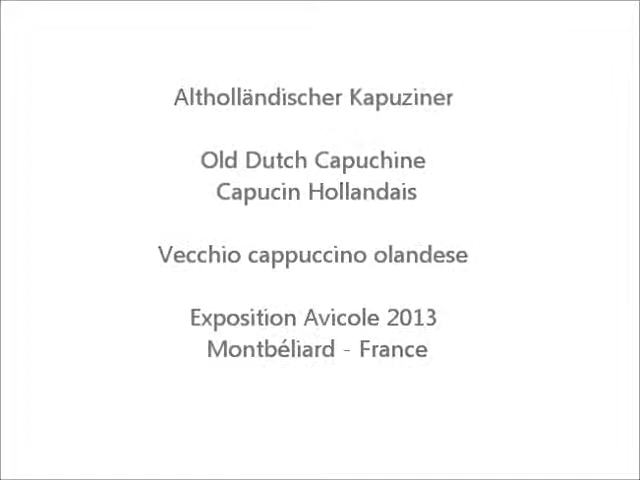 Altholländischer Kapuziner
Old Dutch Capuchine
Capucin Hollandais
Vecchio cappuccino olandese
Exposition Avicole 2013
Montbéliard - France